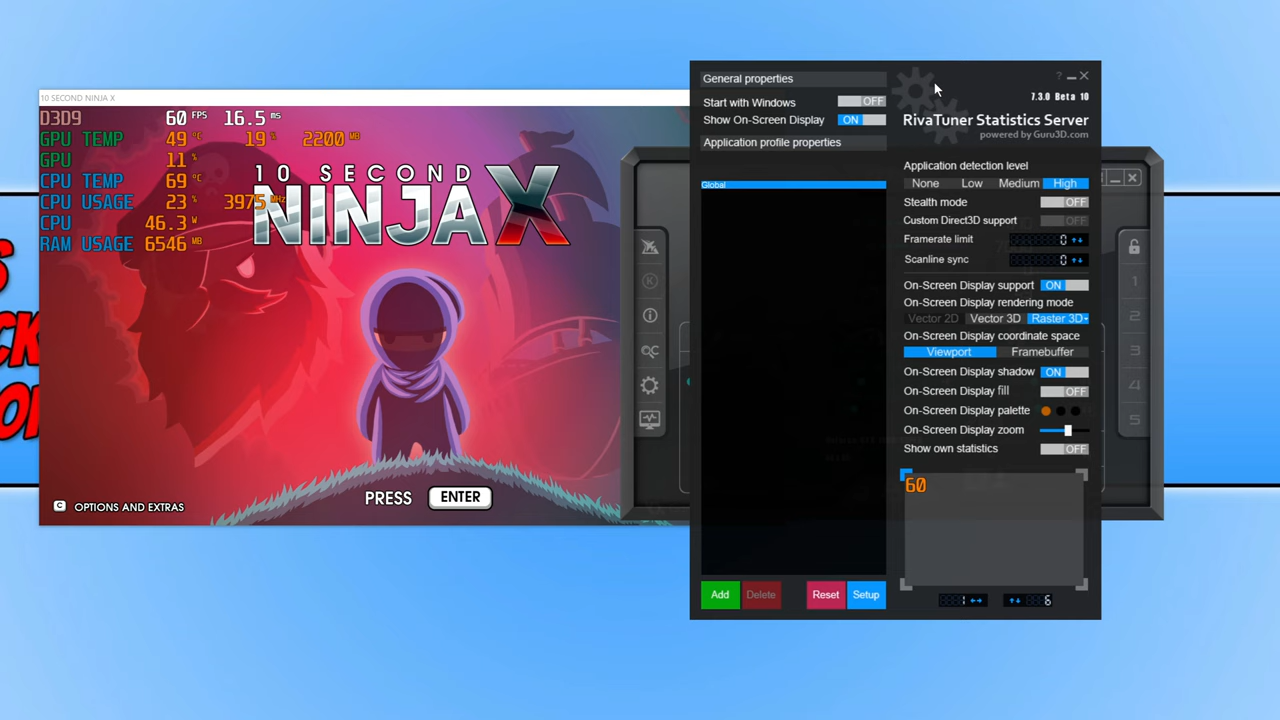 10 SECOND NINJA X
D3D9 60 FPS 16.5 ms
GPU TEMP 49 °C 19 % 2200 MB
GPU 11 %
CPU TEMP 69 °C
CPU USAGE 23 % 3975 MHz
CPU 46.3 W
RAM USAGE 6546 MB
10 SECOND
NINJA X
PRESS ENTER
C OPTIONS AND EXTRAS
General properties
Start with Windows OFF
Show On-Screen Display ON
Application profile properties
Global
Add Delete Reset Setup
? 
7.3.0 Beta 10
RivaTuner Statistics Server
powered by Guru3D.com
Application detection level
None Low Medium High
Stealth mode OFF
Custom Direct3D support OFF
Framerate limit 0
Scanline sync 0
On-Screen Display support ON
On-Screen Display rendering mode
Vector 2D Vector 3D Raster 3D
On-Screen Display coordinate space
Viewport Framebuffer
On-Screen Display shadow ON
On-Screen Display fill OFF
On-Screen Display palette
On-Screen Display zoom
Show own statistics OFF
60
1 6
K
i
1
2
3
4
5